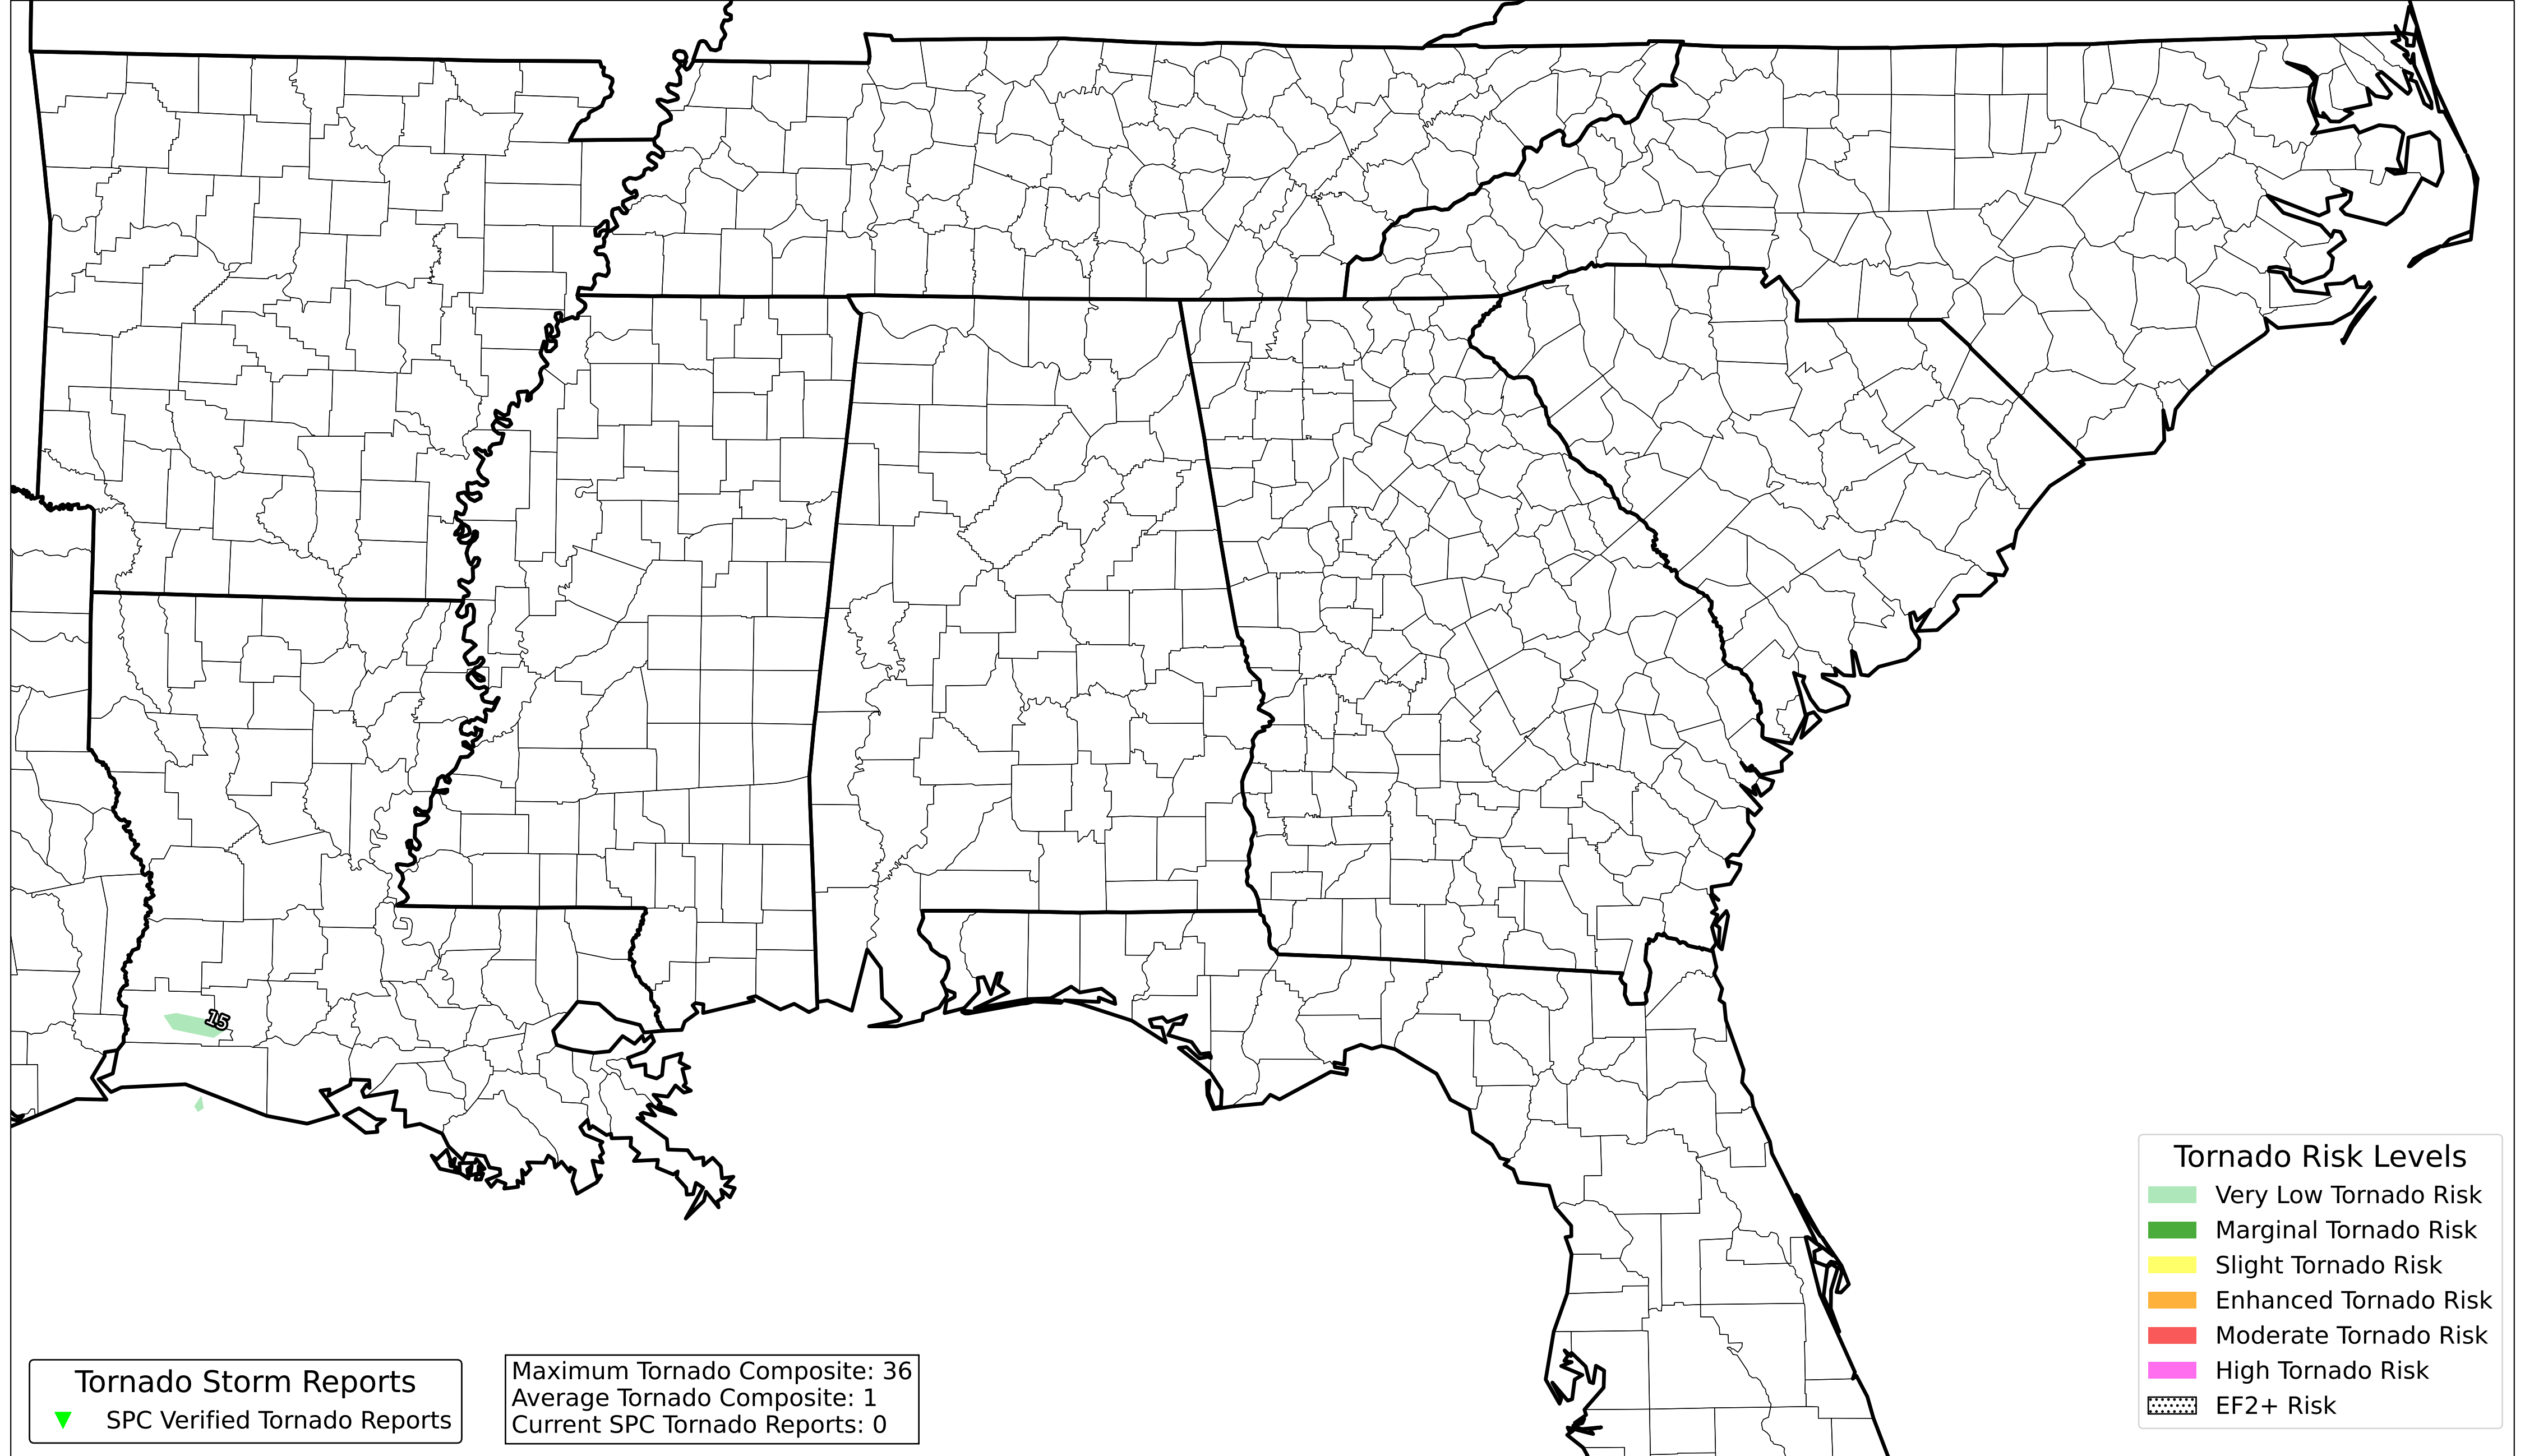 15
Tornado Risk Levels
Very Low Tornado Risk
Marginal Tornado Risk
Slight Tornado Risk
Enhanced Tornado Risk
Moderate Tornado Risk
High Tornado Risk
EF2+ Risk
Tornado Storm Reports
SPC Verified Tornado Reports
Maximum Tornado Composite: 36
Average Tornado Composite: 1
Current SPC Tornado Reports: 0